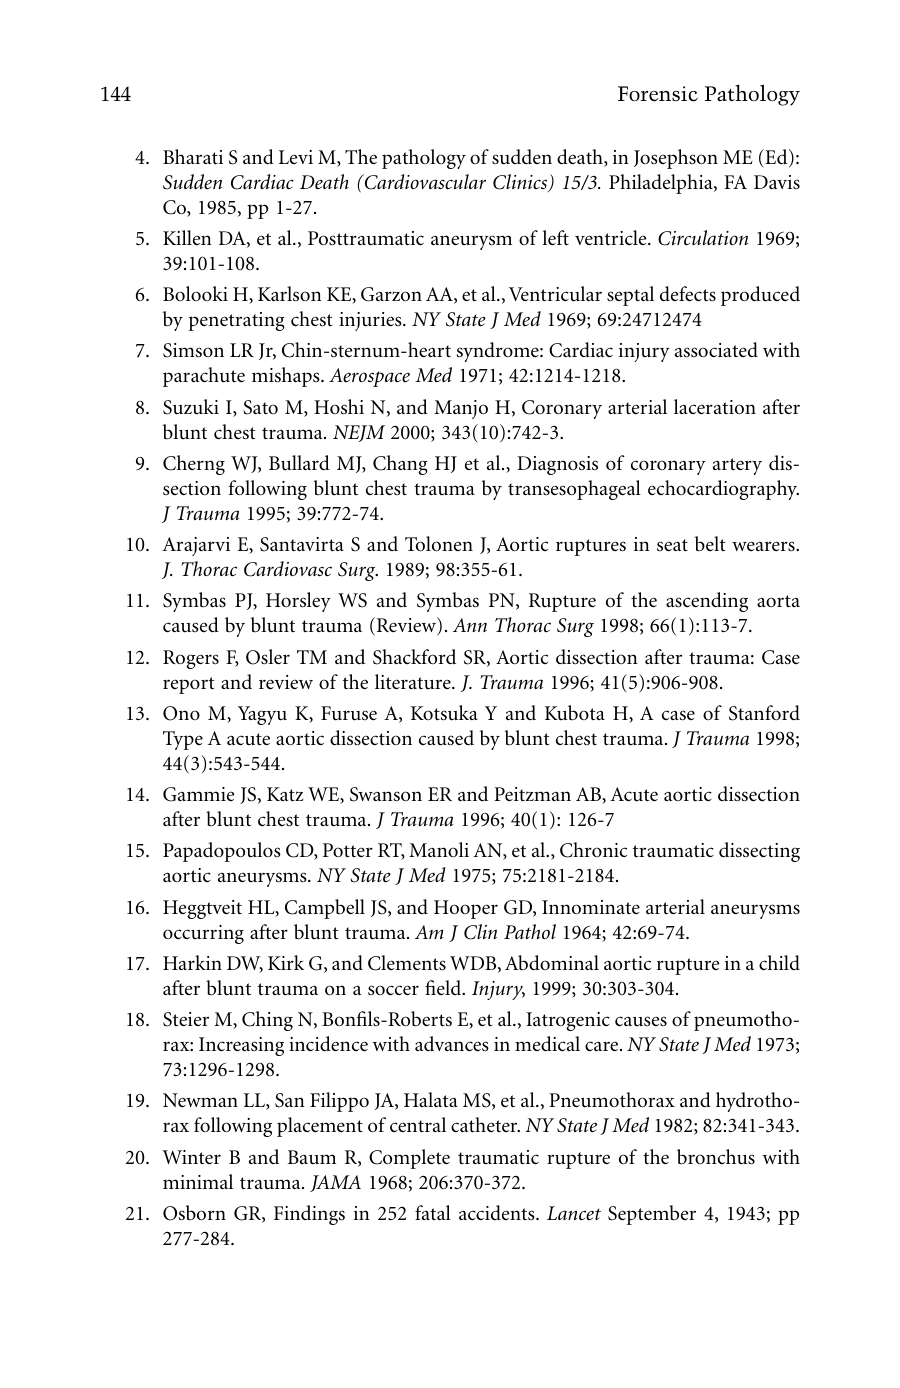 144 Forensic Pathology
4. Bharati S and Levi M, The pathology of sudden death, in Josephson ME (Ed):
Sudden Cardiac Death (Cardiovascular Clinics) 15/3. Philadelphia, FA Davis
Co, 1985, pp 1-27.
5. Killen DA, et al., Posttraumatic aneurysm of left ventricle. Circulation 1969;
39:101-108.
6. Bolooki H, Karlson KE, Garzon AA, et al., Ventricular septal defects produced
by penetrating chest injuries. NY State J Med 1969; 69:24712474
7. Simson LR Jr, Chin-sternum-heart syndrome: Cardiac injury associated with
parachute mishaps. Aerospace Med 1971; 42:1214-1218.
8. Suzuki I, Sato M, Hoshi N, and Manjo H, Coronary arterial laceration after
blunt chest trauma. NEJM 2000; 343(10):742-3.
9. Cherng WJ, Bullard MJ, Chang HJ et al., Diagnosis of coronary artery dis-
section following blunt chest trauma by transesophageal echocardiography.
J Trauma 1995; 39:772-74.
10. Arajarvi E, Santavirta S and Tolonen J, Aortic ruptures in seat belt wearers.
J. Thorac Cardiovasc Surg. 1989; 98:355-61.
11. Symbas PJ, Horsley WS and Symbas PN, Rupture of the ascending aorta
caused by blunt trauma (Review). Ann Thorac Surg 1998; 66(1):113-7.
12. Rogers F, Osler TM and Shackford SR, Aortic dissection after trauma: Case
report and review of the literature. J. Trauma 1996; 41(5):906-908.
13. Ono M, Yagyu K, Furuse A, Kotsuka Y and Kubota H, A case of Stanford
Type A acute aortic dissection caused by blunt chest trauma. J Trauma 1998;
44(3):543-544.
14. Gammie JS, Katz WE, Swanson ER and Peitzman AB, Acute aortic dissection
after blunt chest trauma. J Trauma 1996; 40(1): 126-7
15. Papadopoulos CD, Potter RT, Manoli AN, et al., Chronic traumatic dissecting
aortic aneurysms. NY State J Med 1975; 75:2181-2184.
16. Heggtveit HL, Campbell JS, and Hooper GD, Innominate arterial aneurysms
occurring after blunt trauma. Am J Clin Pathol 1964; 42:69-74.
17. Harkin DW, Kirk G, and Clements WDB, Abdominal aortic rupture in a child
after blunt trauma on a soccer field. Injury, 1999; 30:303-304.
18. Steier M, Ching N, Bonfils-Roberts E, et al., Iatrogenic causes of pneumotho-
rax: Increasing incidence with advances in medical care. NY State J Med 1973;
73:1296-1298.
19. Newman LL, San Filippo JA, Halata MS, et al., Pneumothorax and hydrotho-
rax following placement of central catheter. NY State J Med 1982; 82:341-343.
20. Winter B and Baum R, Complete traumatic rupture of the bronchus with
minimal trauma. JAMA 1968; 206:370-372.
21. Osborn GR, Findings in 252 fatal accidents. Lancet September 4, 1943; pp
277-284.